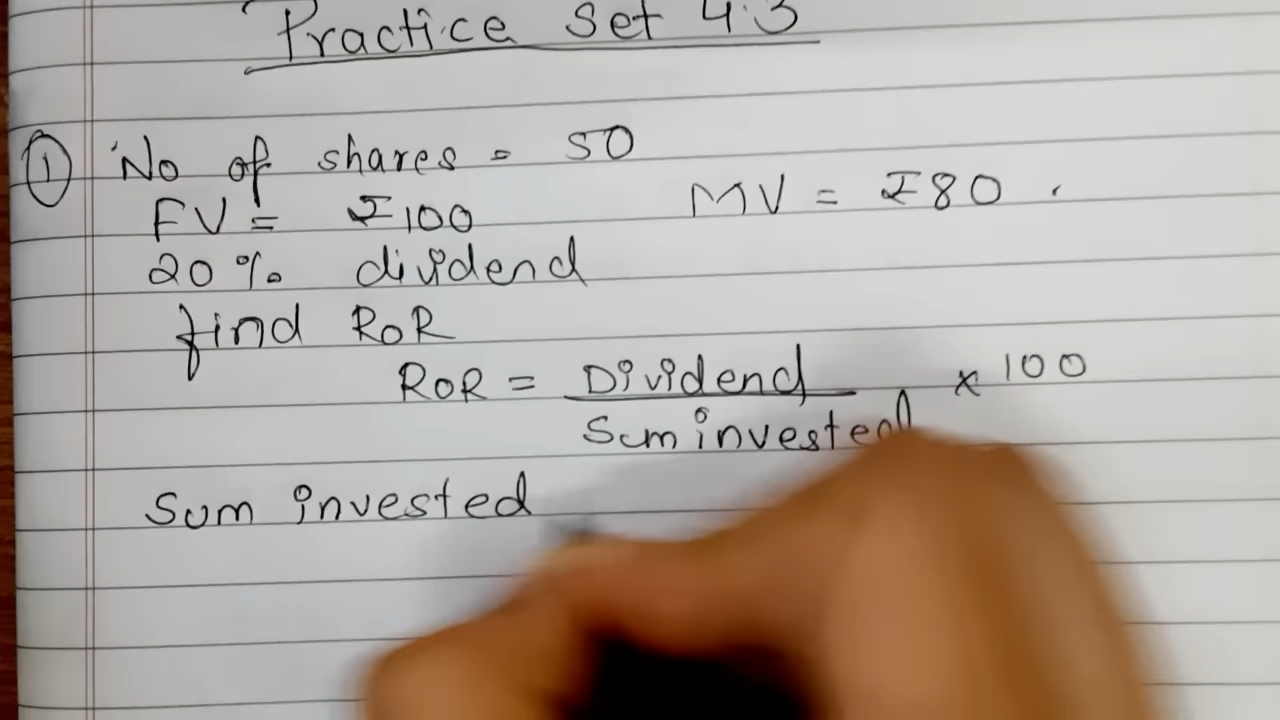 Practice Set 4.3
① No of shares = 50
FV = ₹100 MV = ₹80.
20% dividend
find RoR
RoR = Dividend / Sum invested × 100
Sum invested